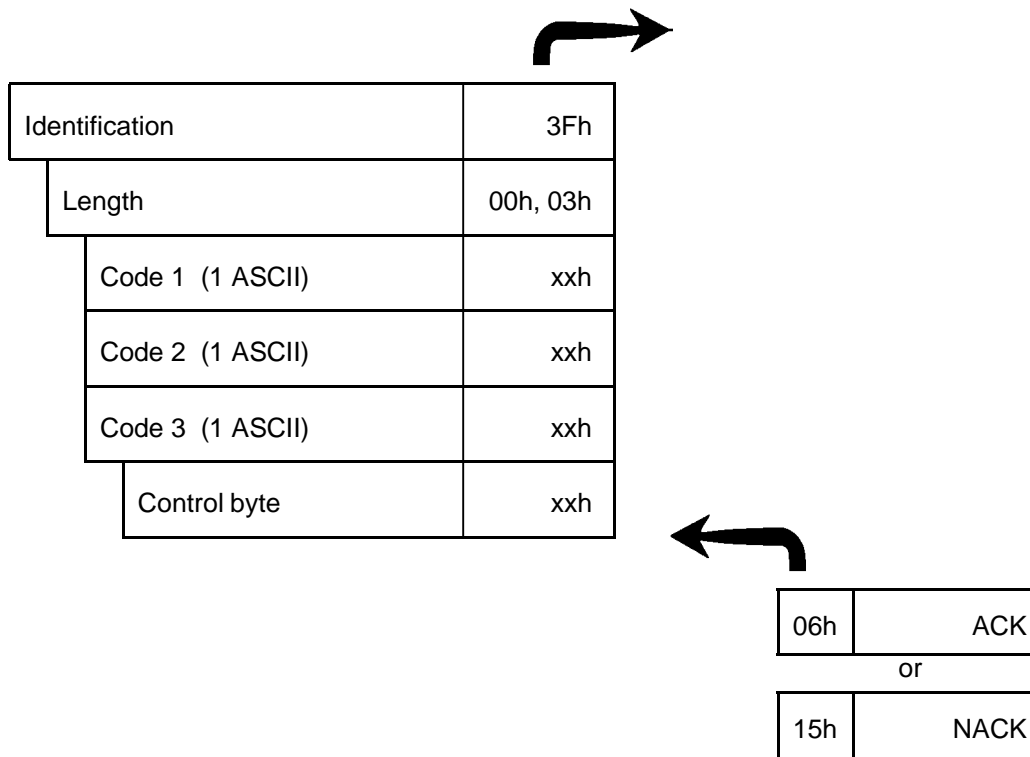 Identification 3Fh
Length 00h, 03h
Code 1 (1 ASCII) xxh
Code 2 (1 ASCII) xxh
Code 3 (1 ASCII) xxh
Control byte xxh
06h ACK
or
15h NACK